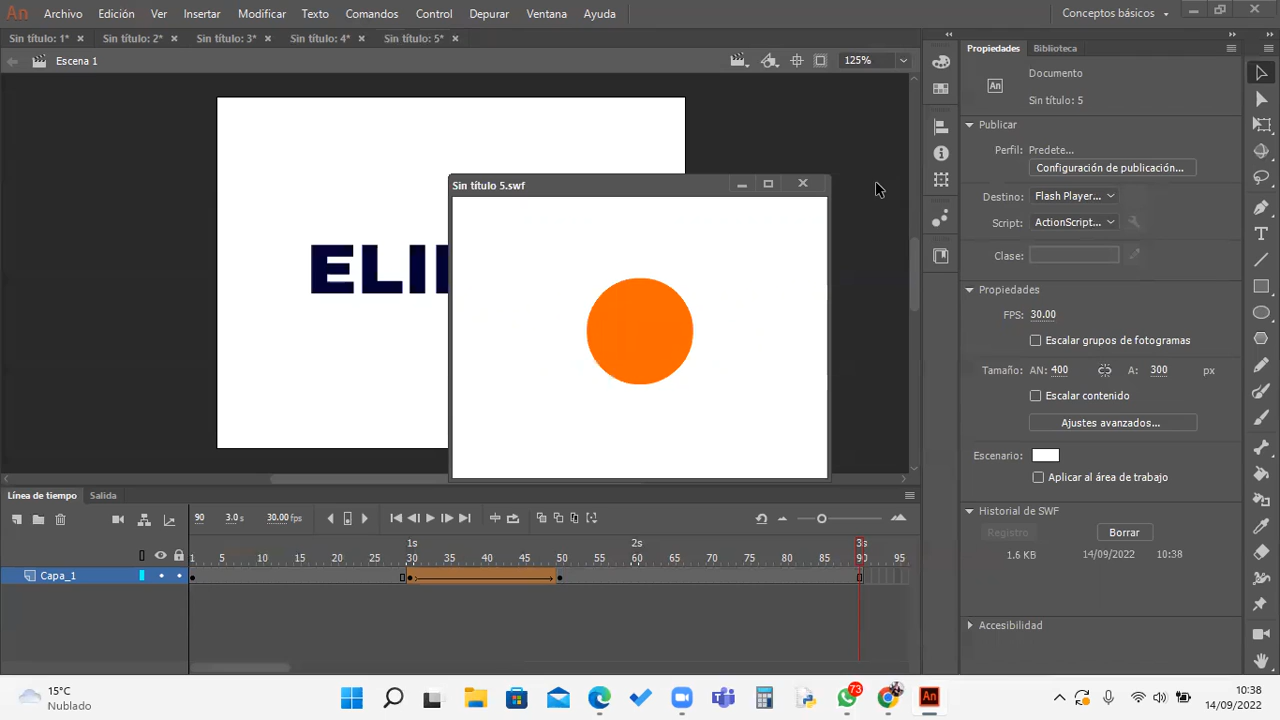 An Archivo Edición Ver Insertar Modificar Texto Comandos Control Depurar Ventana Ayuda Conceptos básicos
Sin título: 1* × Sin título: 2* × Sin título: 3* × Sin título: 4* × Sin título: 5* ×
Escena 1 125%
Propiedades Biblioteca
An Documento
Sin título: 5
Publicar
Perfil: Predete...
Configuración de publicación...
Destino: Flash Player...
Script: ActionScript...
Clase:
Propiedades
FPS: 30.00
Escalar grupos de fotogramas
Tamaño: AN: 400 A: 300 px
Escalar contenido
Ajustes avanzados...
Escenario:
Aplicar al área de trabajo
Historial de SWF
Registro Borrar
1.6 KB 14/09/2022 10:38
Accesibilidad
Sin título 5.swf
Línea de tiempo Salida
90 3.0 s 30.00 fps
1s 2s 3s
1 5 10 15 20 25 30 35 40 45 50 55 60 65 70 75 80 85 90 95
Capa_1
15°C
Nublado
73
An
10:38
14/09/2022